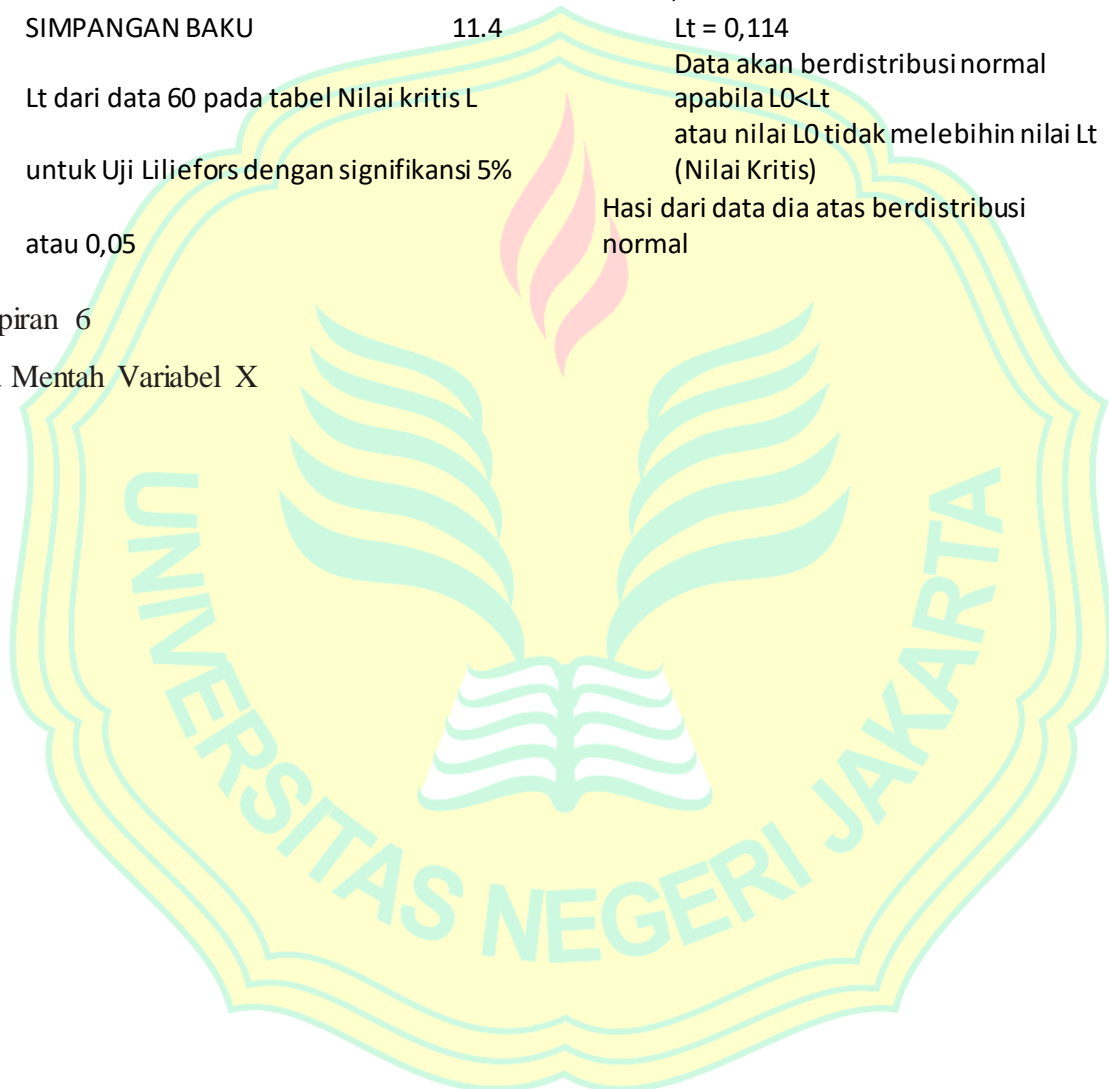 SIMPANGAN BAKU 11.4 Lt = 0,114
Data akan berdistribusi normal
Lt dari data 60 pada tabel Nilai kritis L apabila L0<Lt
atau nilai L0 tidak melebihin nilai Lt
untuk Uji Liliefors dengan signifikansi 5% (Nilai Kritis)
Hasi dari data dia atas berdistribusi
atau 0,05 normal
piran 6
Mentah Variabel X
UNIVERSITAS NEGERI JAKARTA